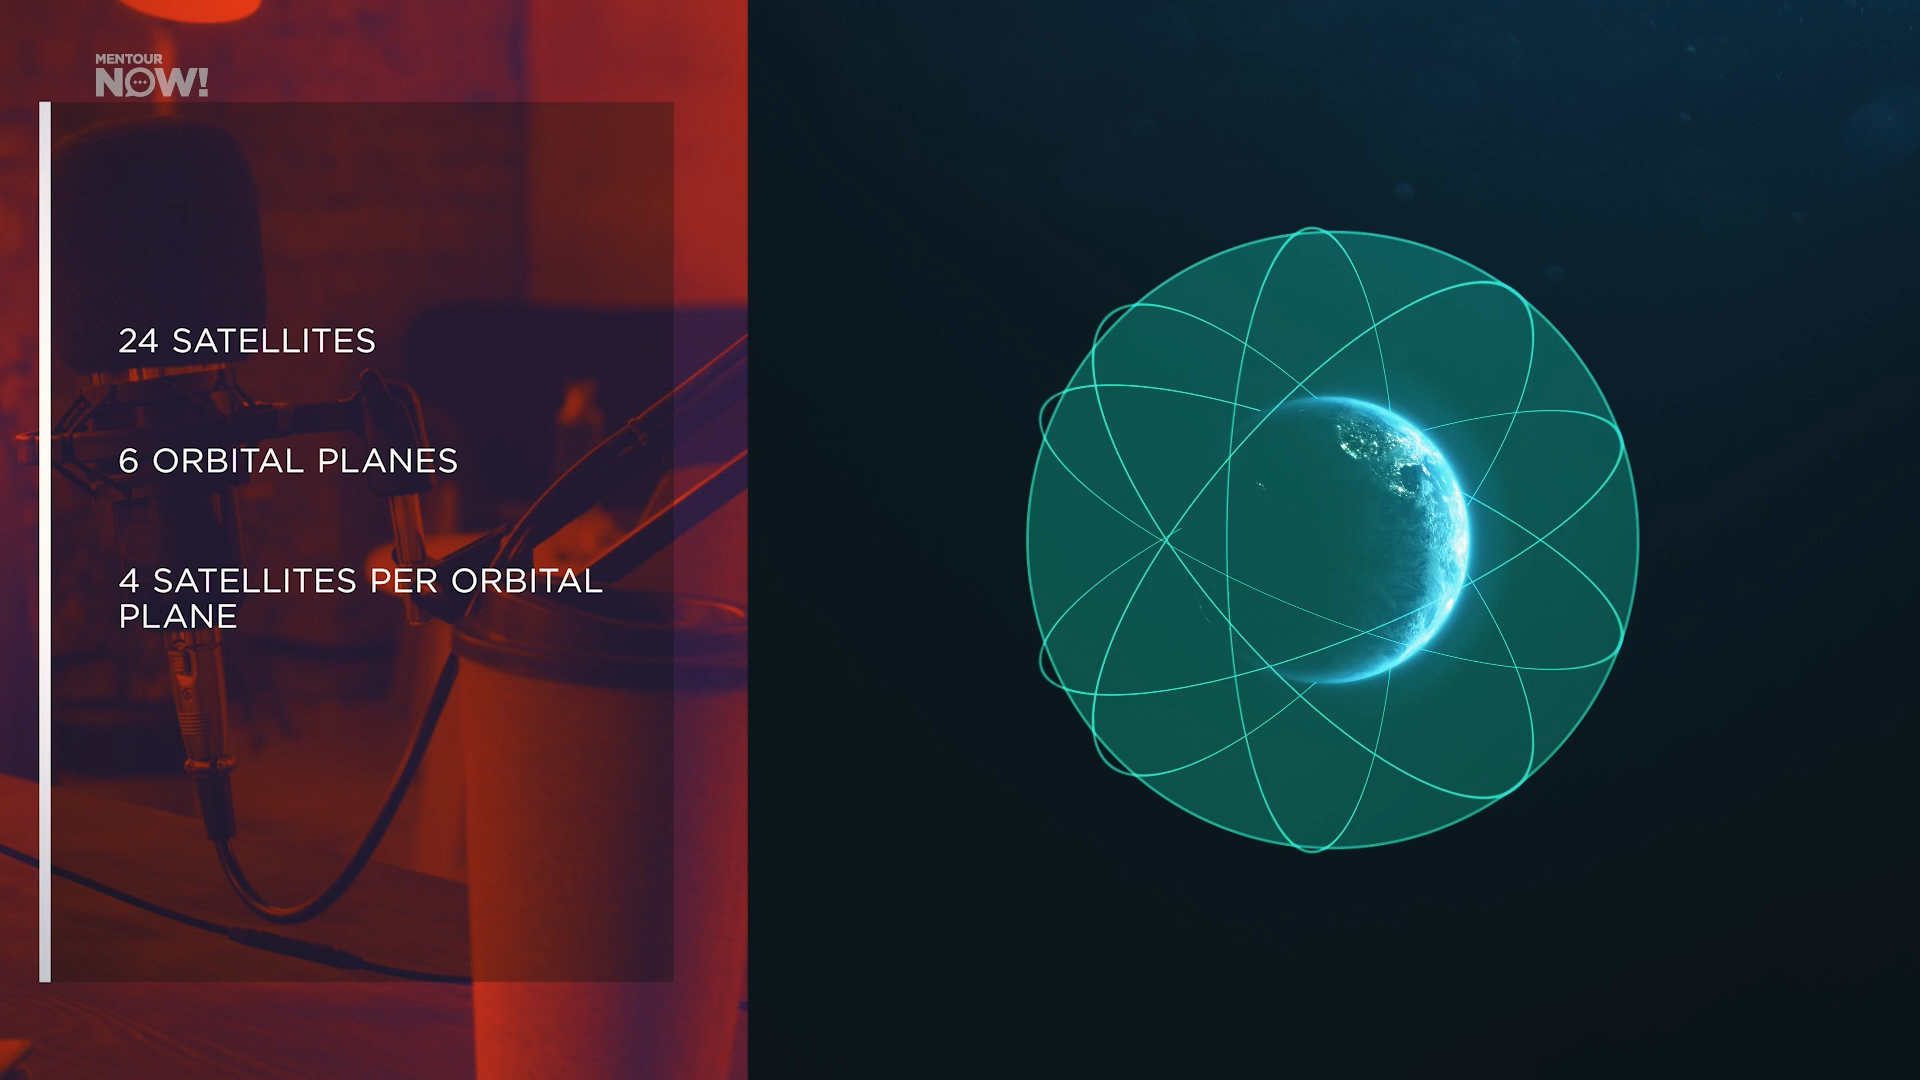 MENTOUR
NOW!
24 SATELLITES
6 ORBITAL PLANES
4 SATELLITES PER ORBITAL
PLANE